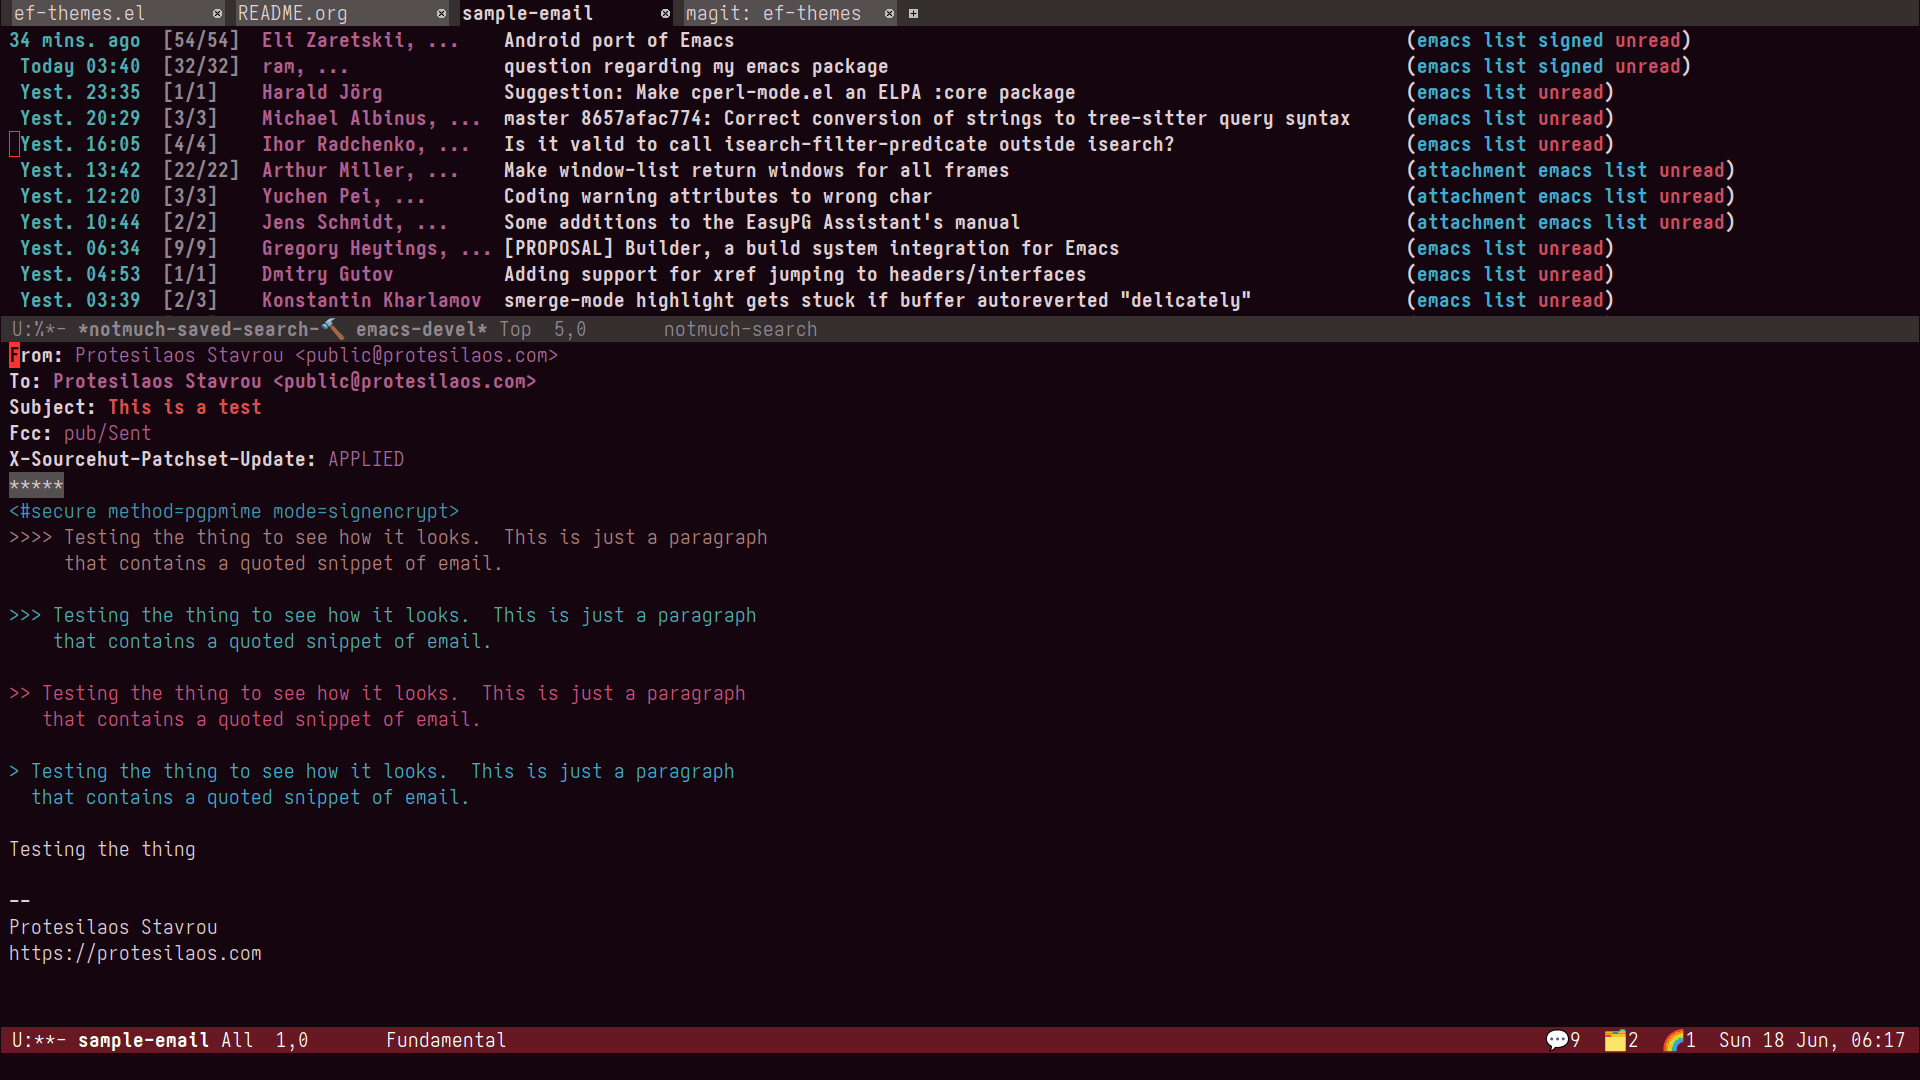 ef-themes.el README.org sample-email magit: ef-themes
34 mins. ago [54/54] Eli Zaretskii, ... Android port of Emacs (emacs list signed unread)
Today 03:40 [32/32] ram, ... question regarding my emacs package (emacs list signed unread)
Yest. 23:35 [1/1] Harald Jörg Suggestion: Make cperl-mode.el an ELPA :core package (emacs list unread)
Yest. 20:29 [3/3] Michael Albinus, ... master 8657afac774: Correct conversion of strings to tree-sitter query syntax (emacs list unread)
Yest. 16:05 [4/4] Ihor Radchenko, ... Is it valid to call isearch-filter-predicate outside isearch? (emacs list unread)
Yest. 13:42 [22/22] Arthur Miller, ... Make window-list return windows for all frames (attachment emacs list unread)
Yest. 12:20 [3/3] Yuchen Pei, ... Coding warning attributes to wrong char (attachment emacs list unread)
Yest. 10:44 [2/2] Jens Schmidt, ... Some additions to the EasyPG Assistant's manual (attachment emacs list unread)
Yest. 06:34 [9/9] Gregory Heytings, ... [PROPOSAL] Builder, a build system integration for Emacs (emacs list unread)
Yest. 04:53 [1/1] Dmitry Gutov Adding support for xref jumping to headers/interfaces (emacs list unread)
Yest. 03:39 [2/3] Konstantin Kharlamov smerge-mode highlight gets stuck if buffer autoreverted "delicately" (emacs list unread)
U:%*- *notmuch-saved-search-🔨 emacs-devel* Top 5,0 notmuch-search
From: Protesilaos Stavrou <public@protesilaos.com>
To: Protesilaos Stavrou <public@protesilaos.com>
Subject: This is a test
Fcc: pub/Sent
X-Sourcehut-Patchset-Update: APPLIED
*****
<#secure method=pgpmime mode=signencrypt>
>>>> Testing the thing to see how it looks.  This is just a paragraph
that contains a quoted snippet of email.
>>> Testing the thing to see how it looks.  This is just a paragraph
that contains a quoted snippet of email.
>> Testing the thing to see how it looks.  This is just a paragraph
that contains a quoted snippet of email.
> Testing the thing to see how it looks.  This is just a paragraph
that contains a quoted snippet of email.
Testing the thing
--
Protesilaos Stavrou
https://protesilaos.com
U:**- sample-email All 1,0 Fundamental 💬9 🗂️2 🌈1 Sun 18 Jun, 06:17